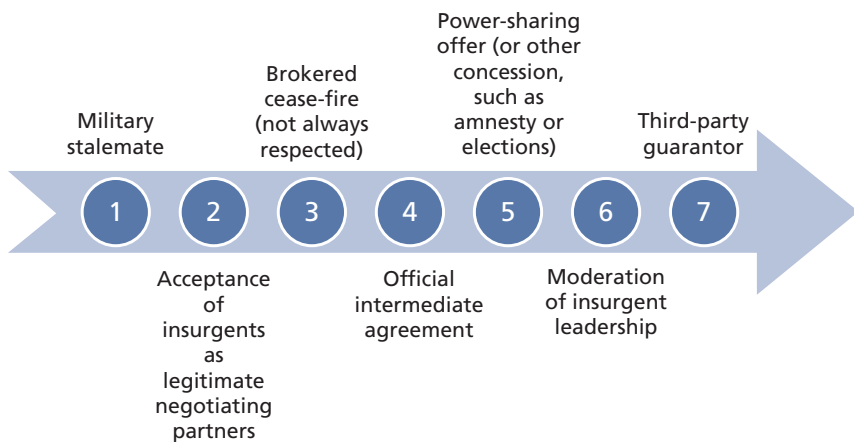 Military
stalemate
1
Acceptance
of
insurgents
as
legitimate
negotiating
partners
2
Brokered
cease-fire
(not always
respected)
3
Official
intermediate
agreement
4
Power-sharing
offer (or other
concession,
such as
amnesty or
elections)
5
Moderation
of insurgent
leadership
6
Third-party
guarantor
7